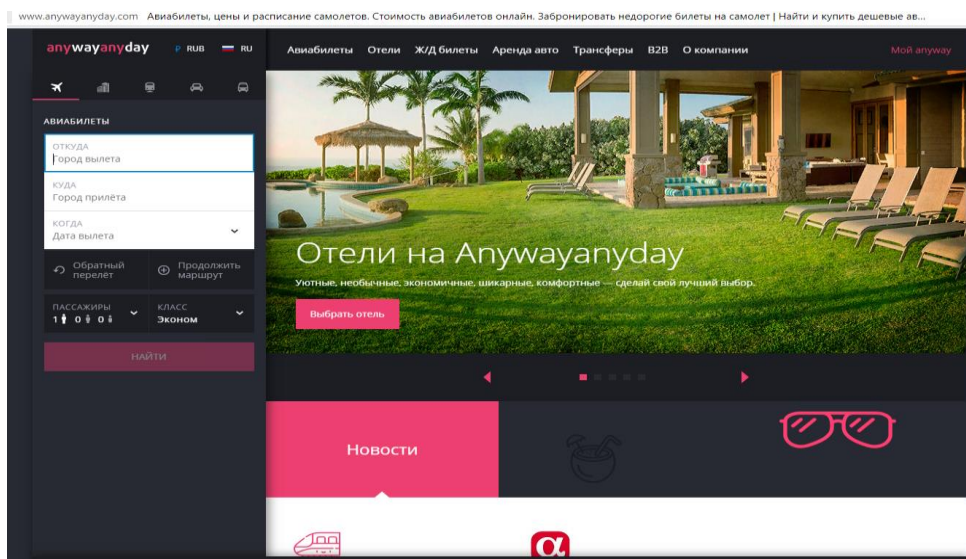 www.anywayanyday.com Авиабилеты, цены и расписание самолетов. Стоимость авиабилетов онлайн. Забронировать недорогие билеты на самолет | Найти и купить дешевые ав...
anywayanyday ₽ RUB RU
Авиабилеты Отели Ж/Д билеты Аренда авто Трансферы B2B О компании Мой anyway
АВИАБИЛЕТЫ
ОТКУДА
Город вылета
КУДА
Город прилёта
КОГДА
Дата вылета
Обратный перелёт
Продолжить маршрут
ПАССАЖИРЫ
1 0 0
КЛАСС
Эконом
НАЙТИ
Отели на Anywayanyday
Уютные, необычные, экономичные, шикарные, комфортные — сделай свой лучший выбор.
Выбрать отель
Новости
α